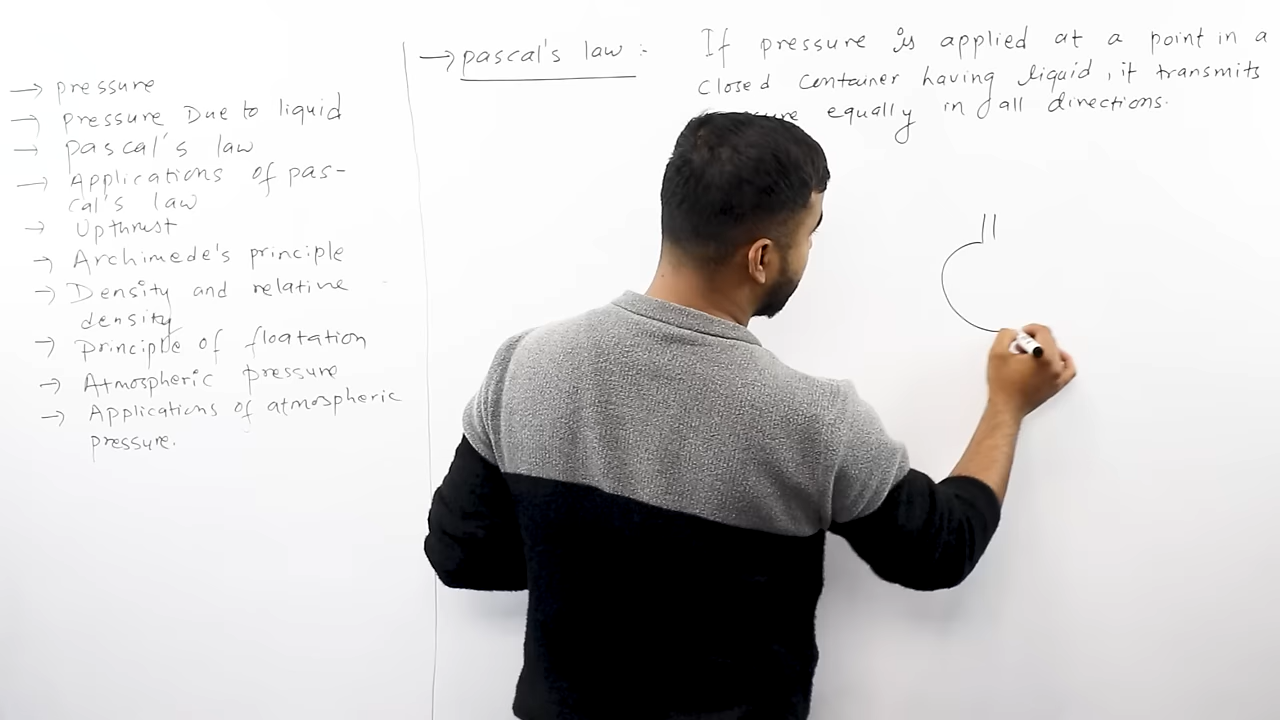 → pressure
→ pressure Due to liquid
→ pascal's law
→ Applications of pas-
cal's law
→ Upthrust
→ Archimede's principle
→ Density and relative
density
→ Principle of floatation
→ Atmospheric pressure
→ Applications of atmospheric
pressure.
→ pascal's law :-
If pressure is applied at a point in a
closed container having liquid, it transmits
equally in all directions.